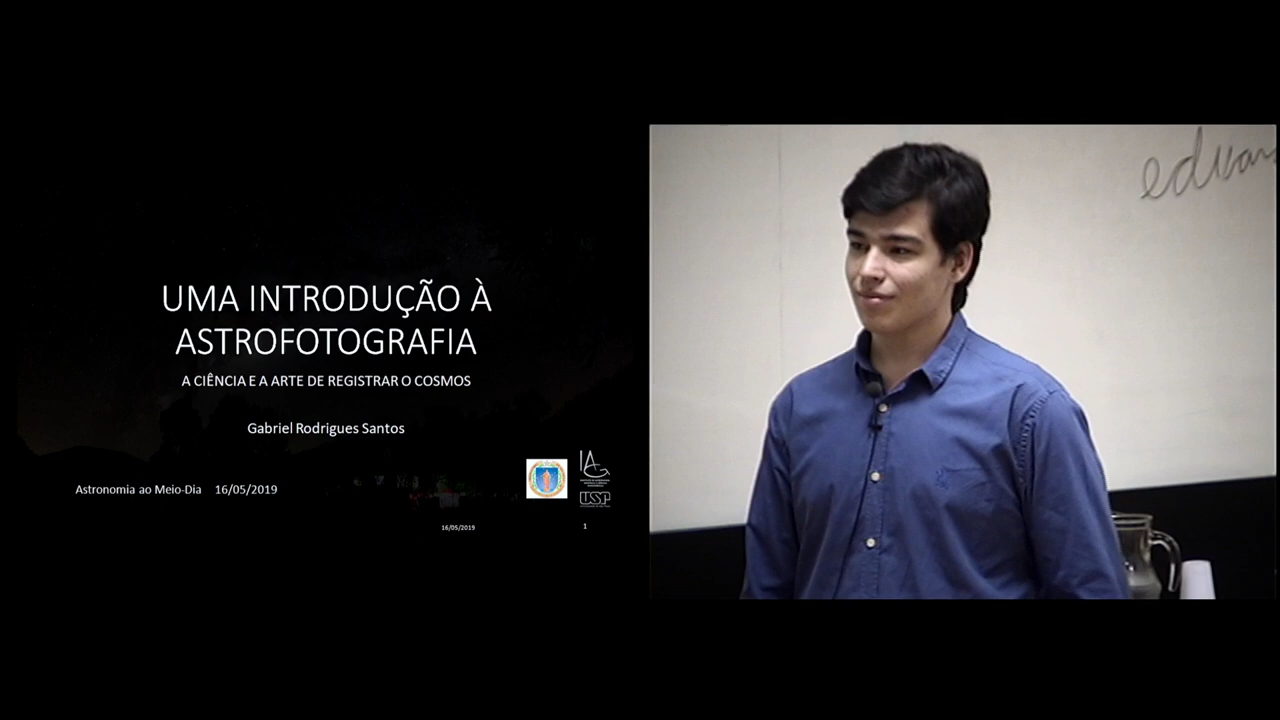 UMA INTRODUÇÃO À
ASTROFOTOGRAFIA
A CIÊNCIA E A ARTE DE REGISTRAR O COSMOS
Gabriel Rodrigues Santos
Astronomia ao Meio-Dia 16/05/2019
IAG
USP
16/05/2019
1